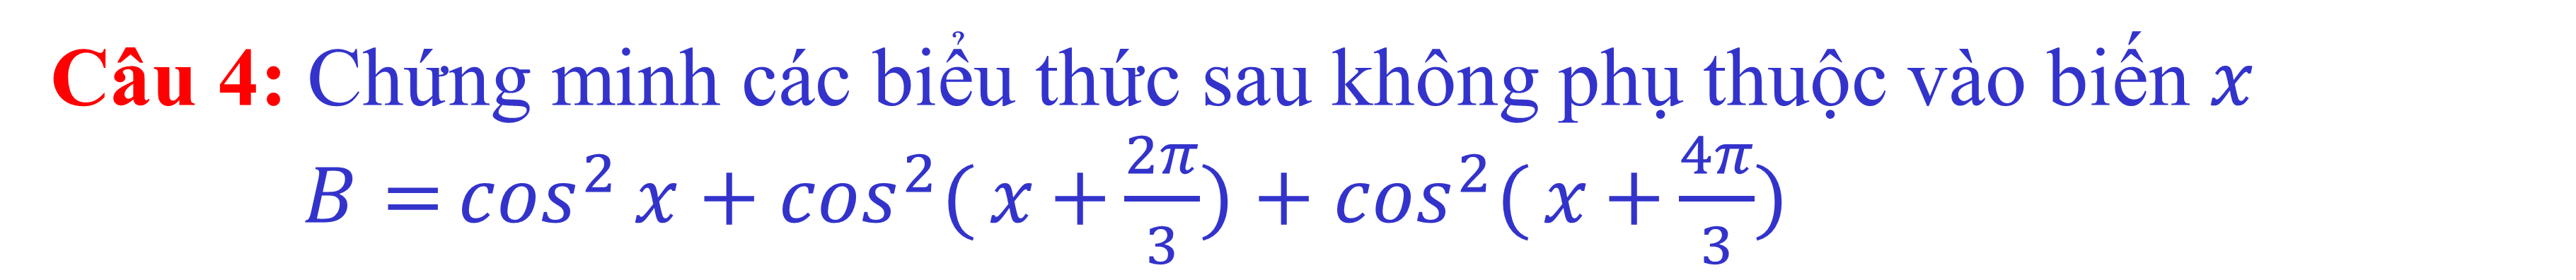 Câu 4: Chứng minh các biểu thức sau không phụ thuộc vào biến x
B = cos² x + cos²( x + 2π/3) + cos²( x + 4π/3)